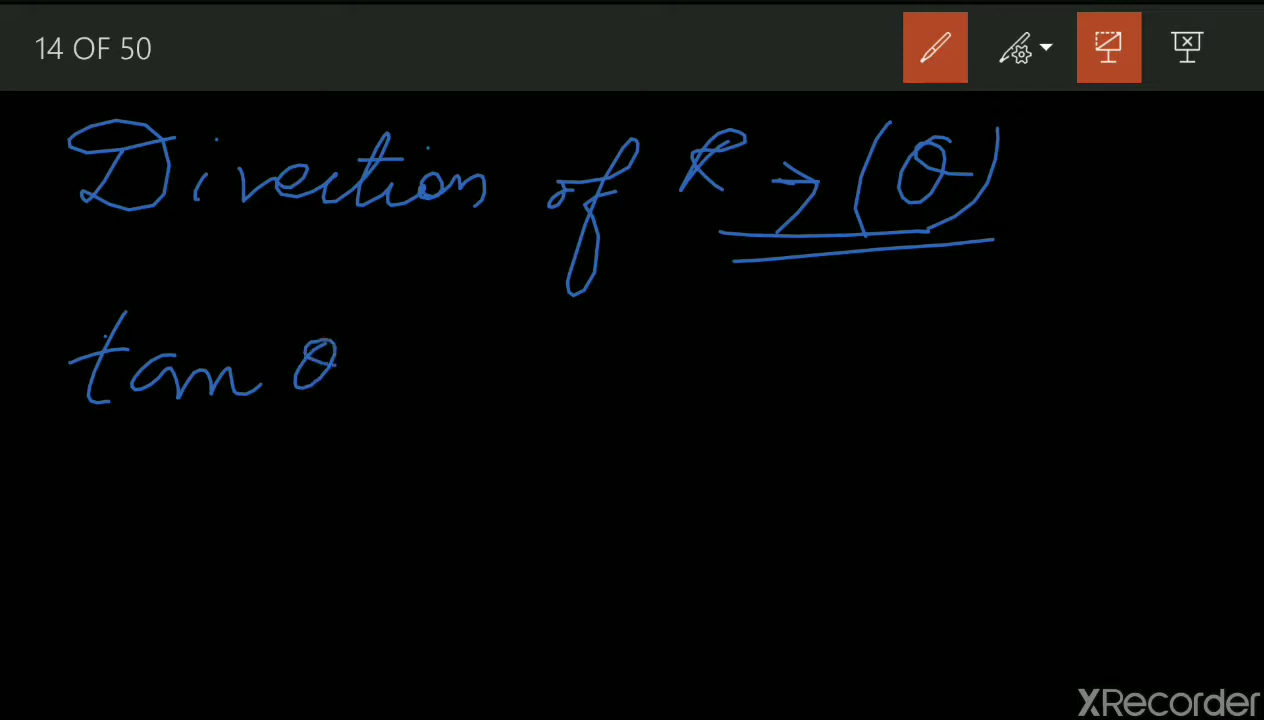 14 OF 50
Direction of R → (θ)
tan θ
XRecorder